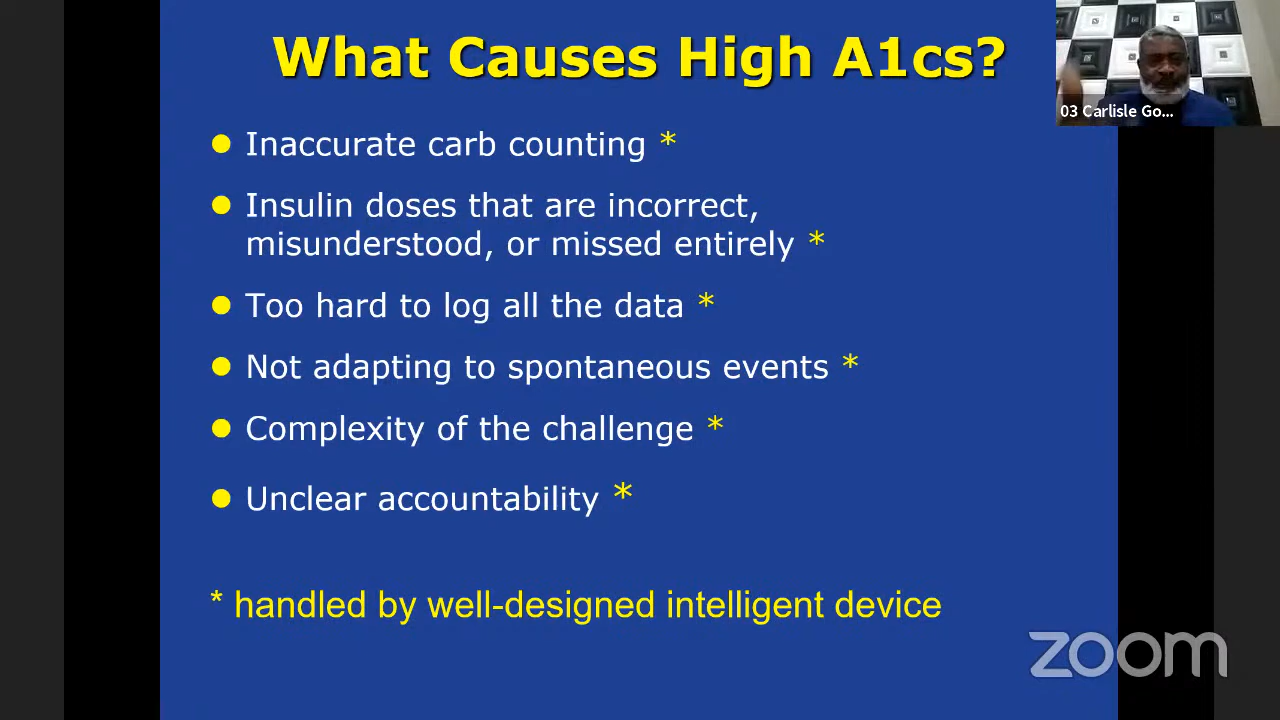 What Causes High A1cs?
03 Carlisle Go...
● Inaccurate carb counting *
● Insulin doses that are incorrect,
misunderstood, or missed entirely *
● Too hard to log all the data *
● Not adapting to spontaneous events *
● Complexity of the challenge *
● Unclear accountability *
* handled by well-designed intelligent device
zoom